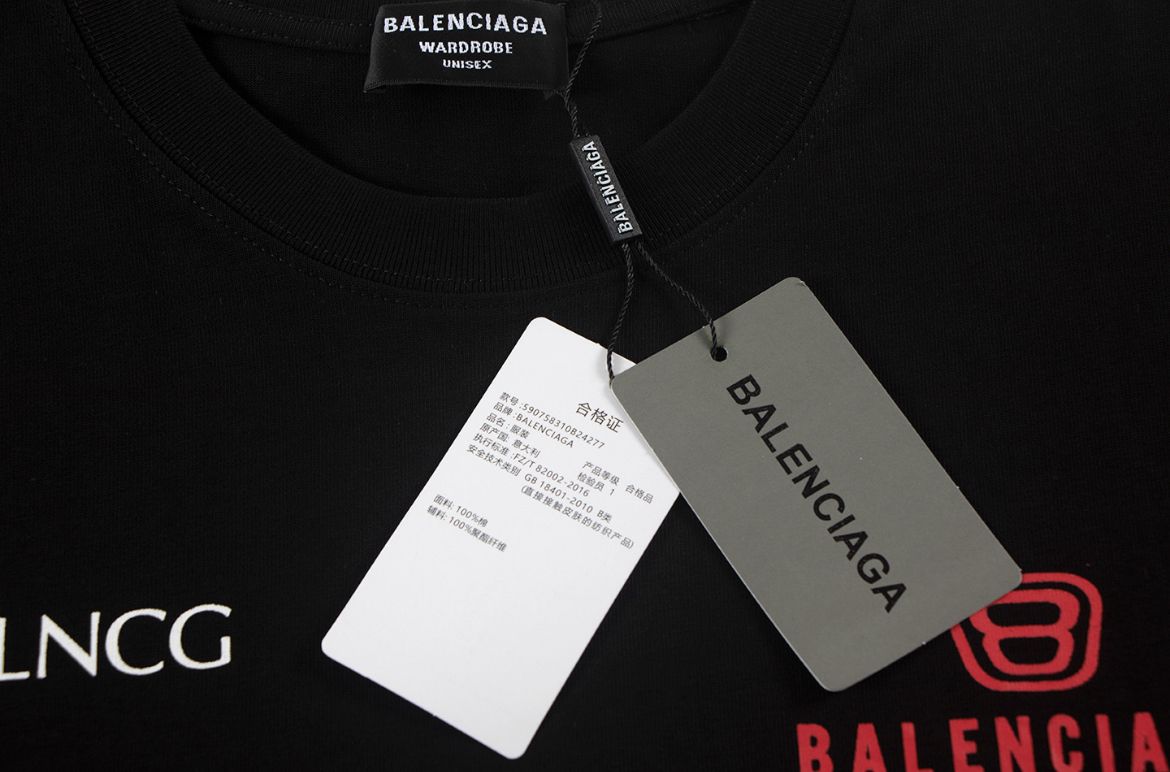 BALENCIAGA
WARDROBE
UNISEX
BALENCIAGA
合格证
款号:590758310B24277
品牌:BALENCIAGA
品名:服装
原产国:意大利
产品等级 合格品
执行标准:FZ/T 82002-2016
检验员 1
安全技术类别 GB 18401-2010 B类
(直接接触皮肤的纺织产品)
面料:100%棉
辅料:100%聚酯纤维
BALENCIAGA
LNCG
B
BALENCIA